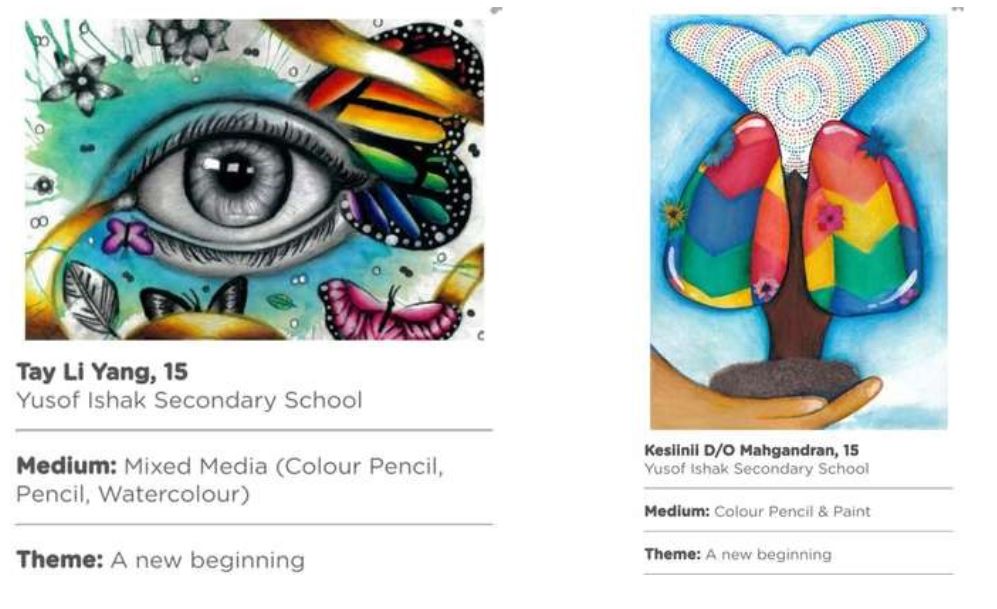 Tay Li Yang, 15
Yusof Ishak Secondary School
Medium: Mixed Media (Colour Pencil,
Pencil, Watercolour)
Theme: A new beginning
Kesiinii D/O Mahgandran, 15
Yusof Ishak Secondary School
Medium: Colour Pencil & Paint
Theme: A new beginning